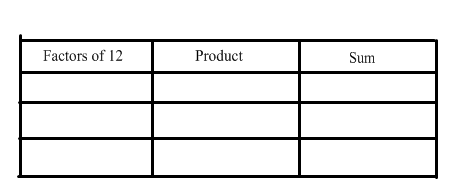 Factors of 12 Product Sum